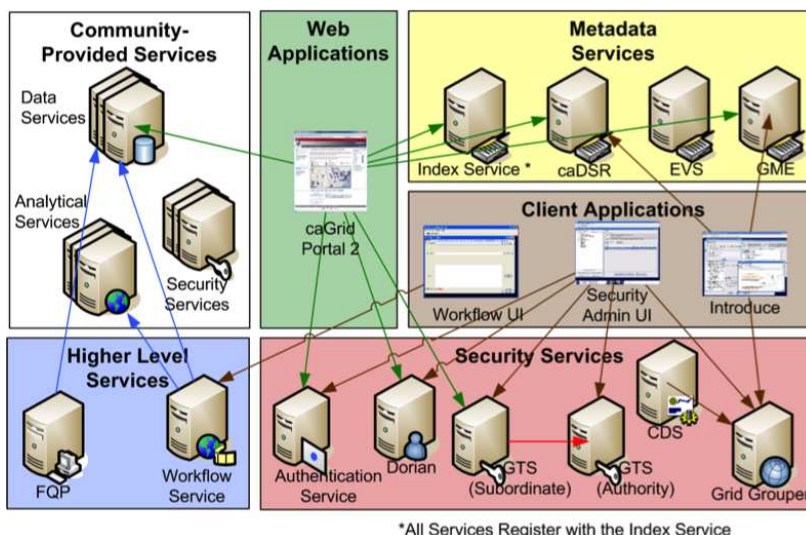 Community-
Provided Services
Data
Services
Analytical
Services
Security
Services
Web
Applications
caGrid
Portal 2
Metadata
Services
Index Service *
caDSR
EVS
GME
Client Applications
Workflow UI
Security
Admin UI
Introduce
Higher Level
Services
FQP
Workflow
Service
Security Services
Authentication
Service
Dorian
GTS
(Subordinate)
GTS
(Authority)
CDS
Grid Grouper
*All Services Register with the Index Service